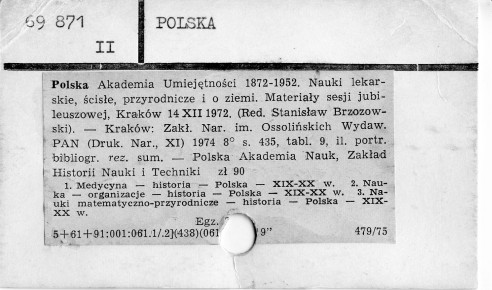 69 871
II
POLSKA
Polska Akademia Umiejętności 1872-1952. Nauki lekar-
skie, ścisłe, przyrodnicze i o ziemi. Materiały sesji jubi-
leuszowej, Kraków 14 XII 1972. (Red. Stanisław Brzozow-
ski). — Kraków: Zakł. Nar. im. Ossolińskich Wydaw.
PAN (Druk. Nar., XI) 1974 8° s. 435, tabl. 9, il. portr.
bibliogr. rez. sum. — Polska Akademia Nauk, Zakład
Historii Nauki i Techniki zł 90
1. Medycyna — historia — Polska — XIX-XX w. 2. Nau-
ka — organizacje — historia — Polska — XIX-XX w. 3. Na-
uki matematyczno-przyrodnicze — historia — Polska — XIX-
XX w.
Egz.
5+61+91:001:061.1/.2](438)(061 9" 479/75